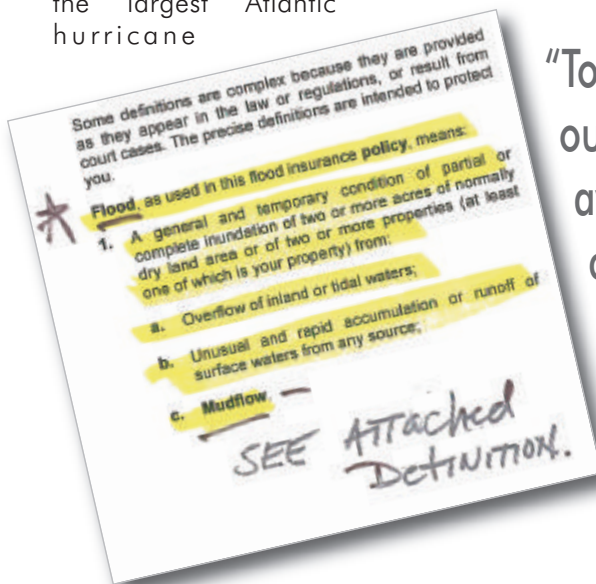 the largest Atlantic
hurricane
Some definitions are complex because they are provided
as they appear in the law or regulations, or result from
court cases. The precise definitions are intended to protect
you.
Flood, as used in this flood insurance policy, means:
1. A general and temporary condition of partial or
complete inundation of two or more acres of normally
dry land area or of two or more properties (at least
one of which is your property) from:
a. Overflow of inland or tidal waters;
b. Unusual and rapid accumulation or runoff of
surface waters from any source;
c. Mudflow.
SEE ATTached
DefiNITION.
"To